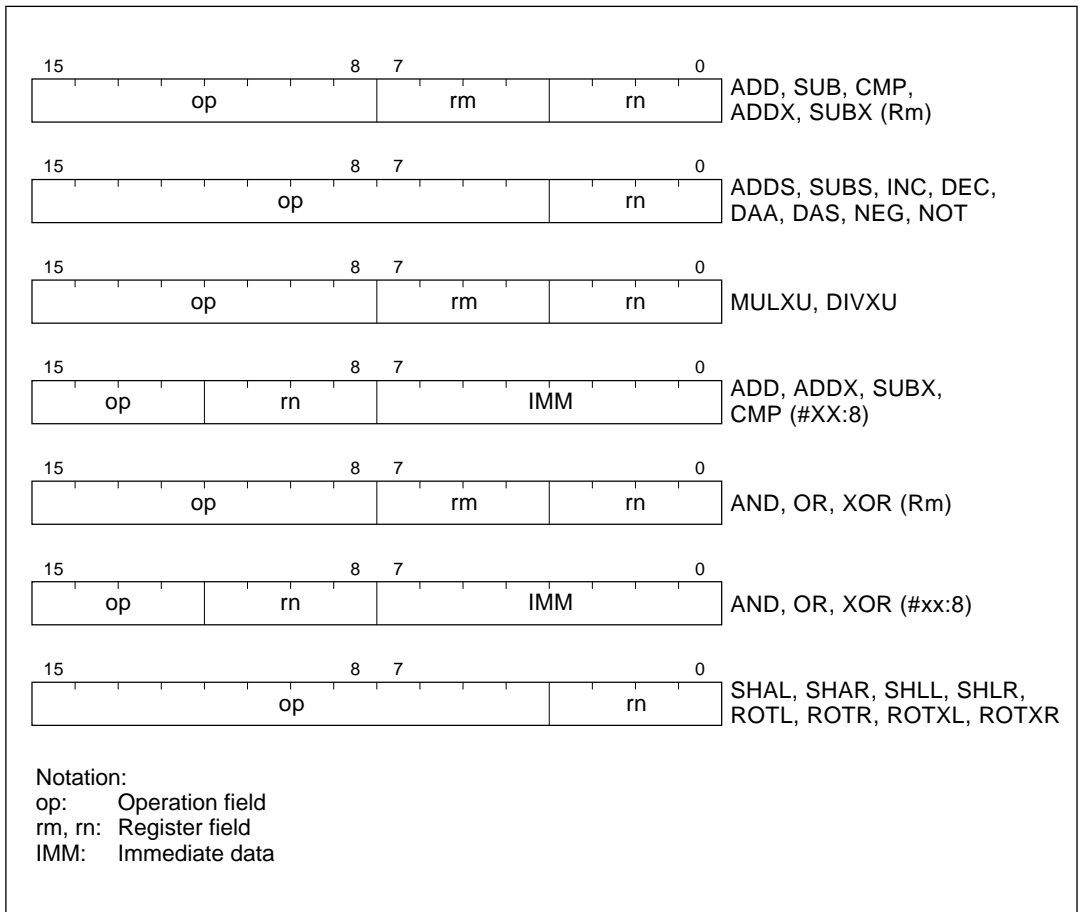 15 8 7 0
op rm rn
ADD, SUB, CMP,
ADDX, SUBX (Rm)
15 8 7 0
op rn
ADDS, SUBS, INC, DEC,
DAA, DAS, NEG, NOT
15 8 7 0
op rm rn
MULXU, DIVXU
15 8 7 0
op rn IMM
ADD, ADDX, SUBX,
CMP (#XX:8)
15 8 7 0
op rm rn
AND, OR, XOR (Rm)
15 8 7 0
op rn IMM
AND, OR, XOR (#xx:8)
15 8 7 0
op rn
SHAL, SHAR, SHLL, SHLR,
ROTL, ROTR, ROTXL, ROTXR
Notation:
op: Operation field
rm, rn: Register field
IMM: Immediate data